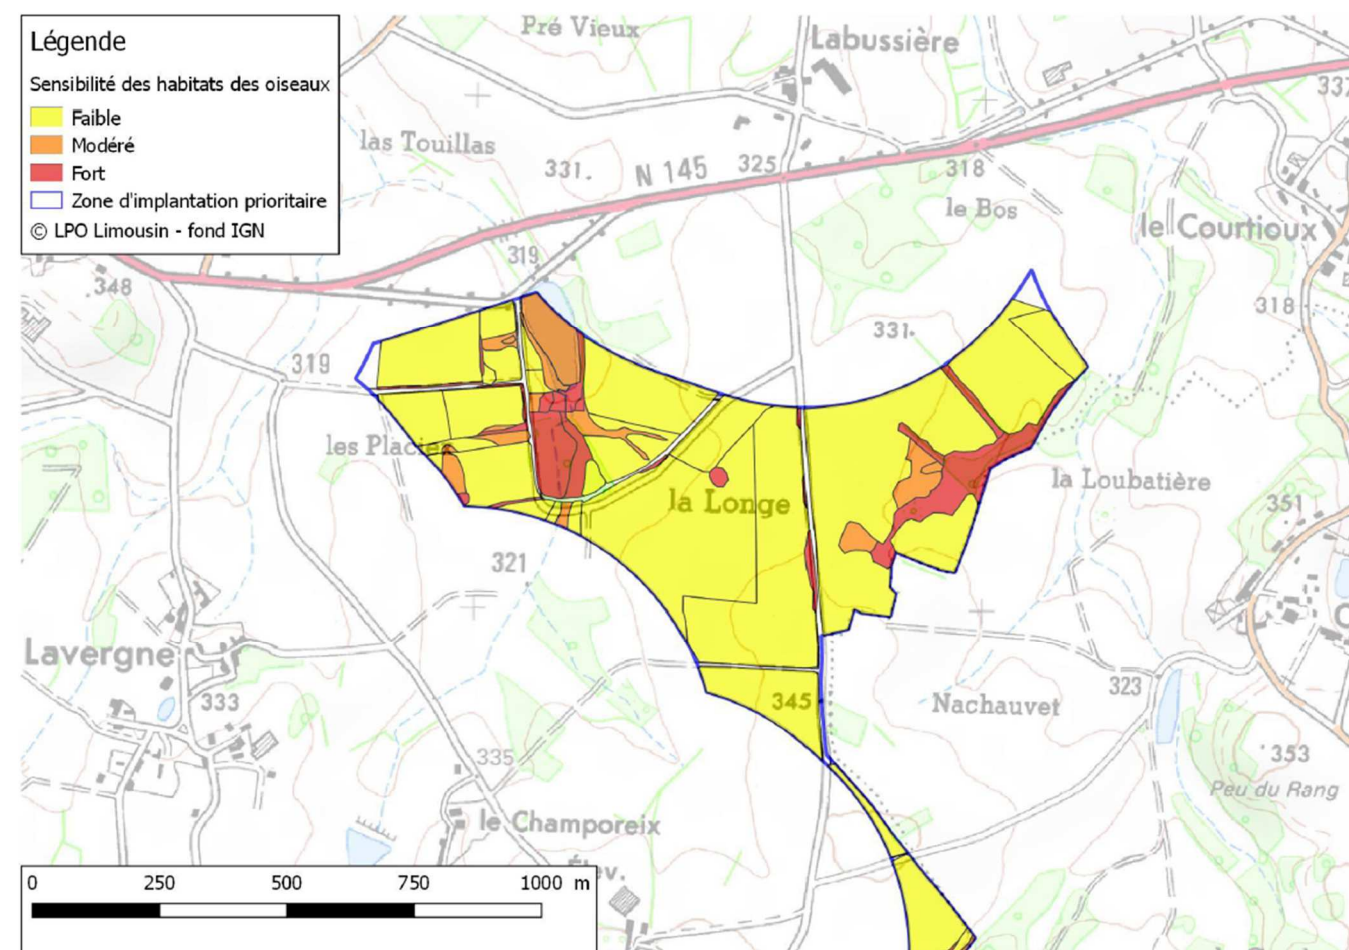 Légende
Sensibilité des habitats des oiseaux
Faible
Modéré
Fort
Zone d'implantation prioritaire
© LPO Limousin - fond IGN
Pré Vieux
Labussière
las Touillas
331.
N 145
325
318
le Bos
le Courtioux
319
348
318
331.
319
la Loubatière
la Longe
351
321
Lavergne
333
345
Nachauvet
323
335
353
Peu du Rang
le Champoreix
0 250 500 750 1000 m